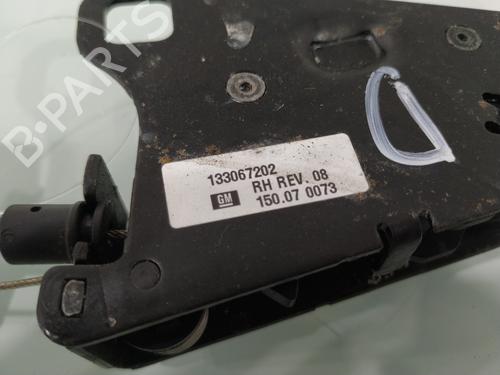 B-PARTS
133067202
GM RH REV. 08
150.07 0073
D